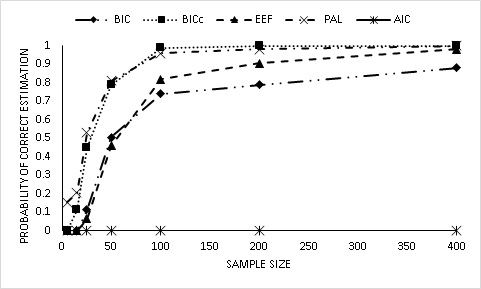 BIC BICc EEF PAL AIC
1
0.9
0.8
0.7
0.6
0.5
0.4
0.3
0.2
0.1
0
PROBABILITY OF CORRECT ESTIMATION
0 50 100 150 200 250 300 350 400
SAMPLE SIZE